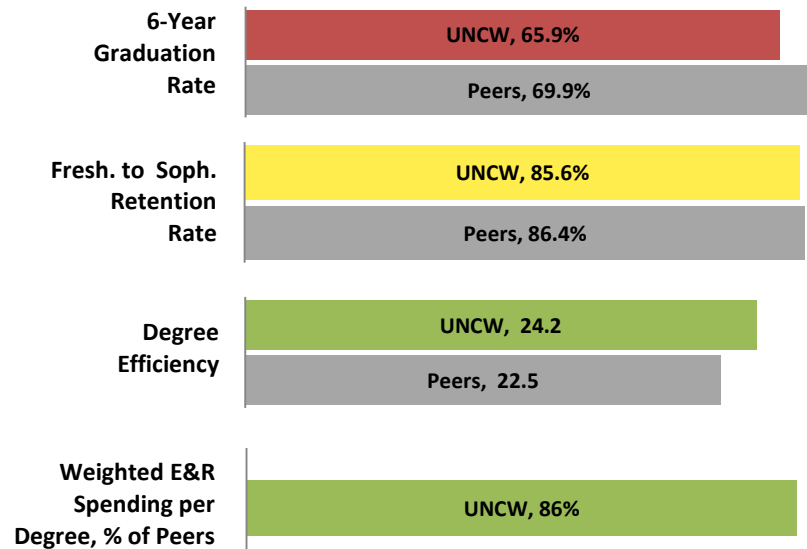 6-Year
Graduation
Rate
UNCW, 65.9%
Peers, 69.9%
Fresh. to Soph.
Retention
Rate
UNCW, 85.6%
Peers, 86.4%
Degree
Efficiency
UNCW, 24.2
Peers, 22.5
Weighted E&R
Spending per
Degree, % of Peers
UNCW, 86%